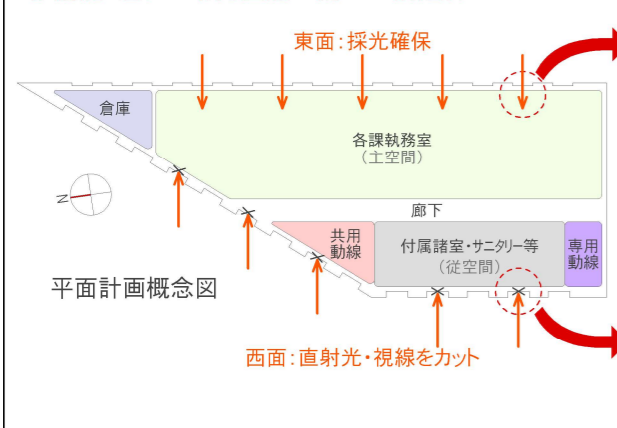 東面：採光確保
倉庫
各課執務室
（主空間）
N
廊下
共用
動線
付属諸室・サニタリー等
（従空間）
専用
動線
平面計画概念図
西面：直射光・視線をカット